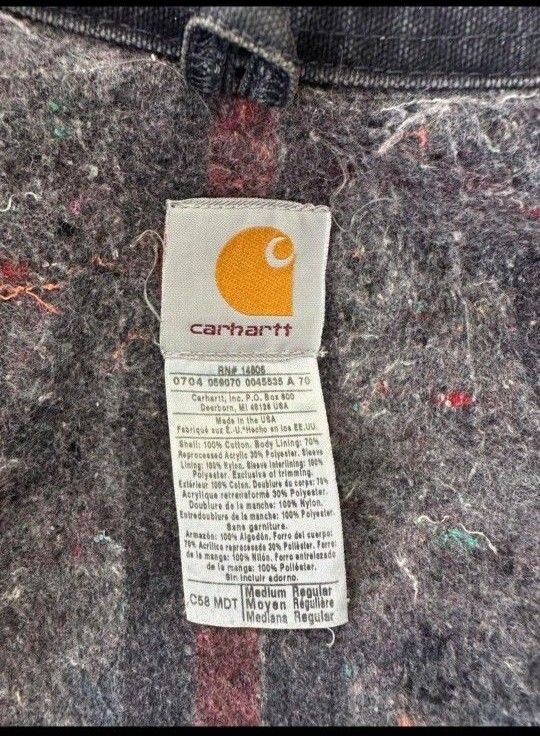 carhartt
RN# 14806
0704 059070 0045535 A 70
Carhartt, Inc. P.O. Box 600
Dearborn, MI 48126 USA
Made in the USA
Fabriqué aux É.-U.*Hecho en los EE.UU.
Shell: 100% Cotton. Body Lining: 70%
Reprocessed Acrylic 30% Polyester. Sleeve
Lining: 100% Nylon. Sleeve Interlining: 100%
Polyester. Exclusive of trimming.
Extérieur 100% Coton. Doublure du corps: 70%
Acrylique retransformé 30% Polyester.
Doublure de la manche: 100% Nylon.
Entredoublure de la manche: 100% Polyester.
Sans garniture.
Armazón: 100% Algodón. Forro del cuerpo:
70% Acrílico reprocesado 30% Poliéster. Forro
de la manga: 100% Nilón. Forro entrelazado
de la manga: 100% Poliéster.
Sin incluir adorno.
C58 MDT
Medium Regular
Moyen Régulière
Mediana Regular